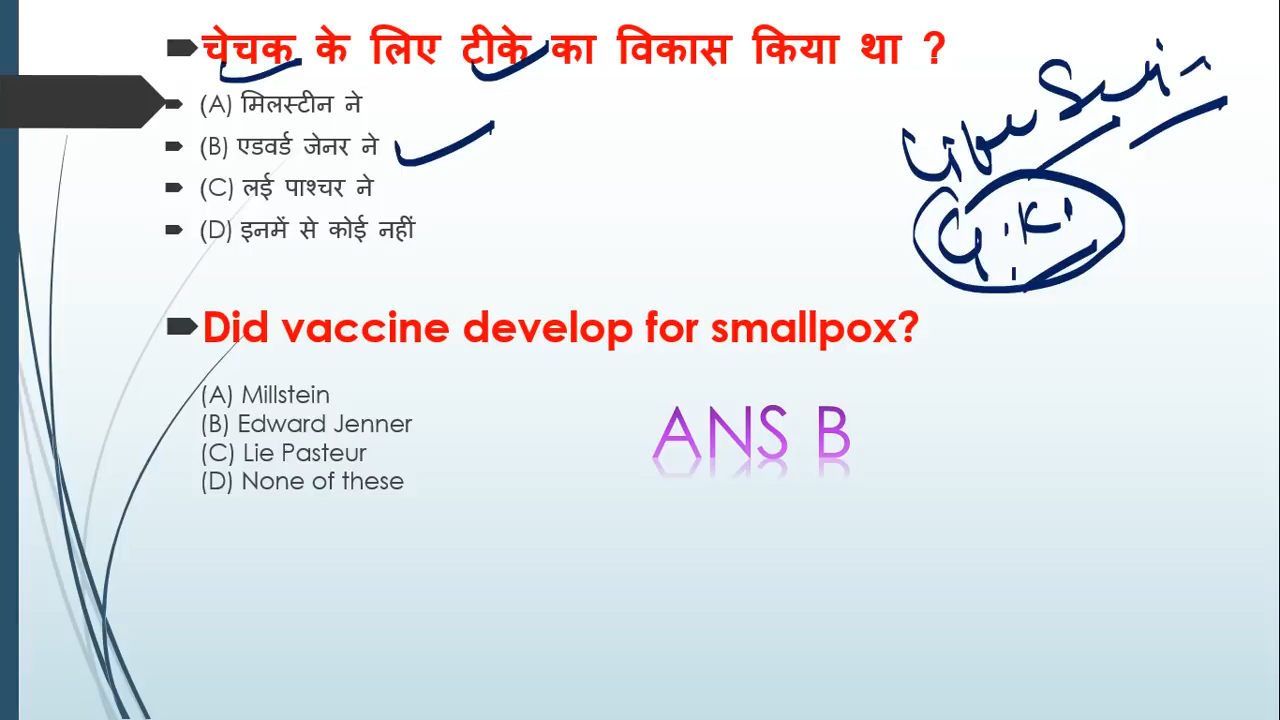 चेचक के लिए टीके का विकास किया था ?
(A) मिलस्टीन ने
(B) एडवर्ड जेनर ने
(C) लई पाश्चर ने
(D) इनमें से कोई नहीं
Did vaccine develop for smallpox?
(A) Millstein
(B) Edward Jenner
(C) Lie Pasteur
(D) None of these
ANS B